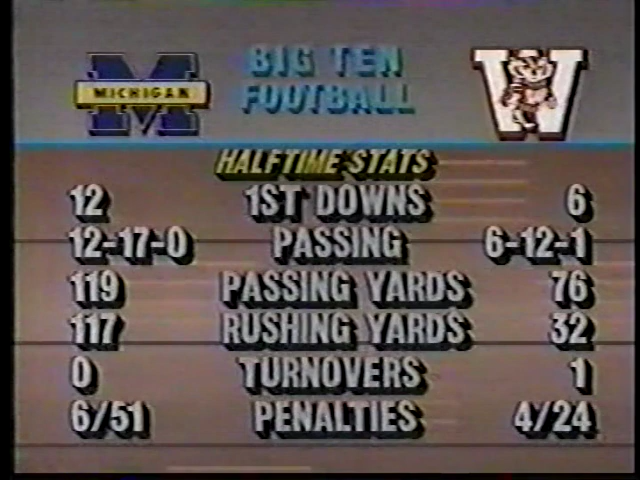 MICHIGAN
BIG TEN
FOOTBALL
W
HALFTIME STATS
12 1ST DOWNS 6
12-17-0 PASSING 6-12-1
119 PASSING YARDS 76
117 RUSHING YARDS 32
0 TURNOVERS 1
6/51 PENALTIES 4/24